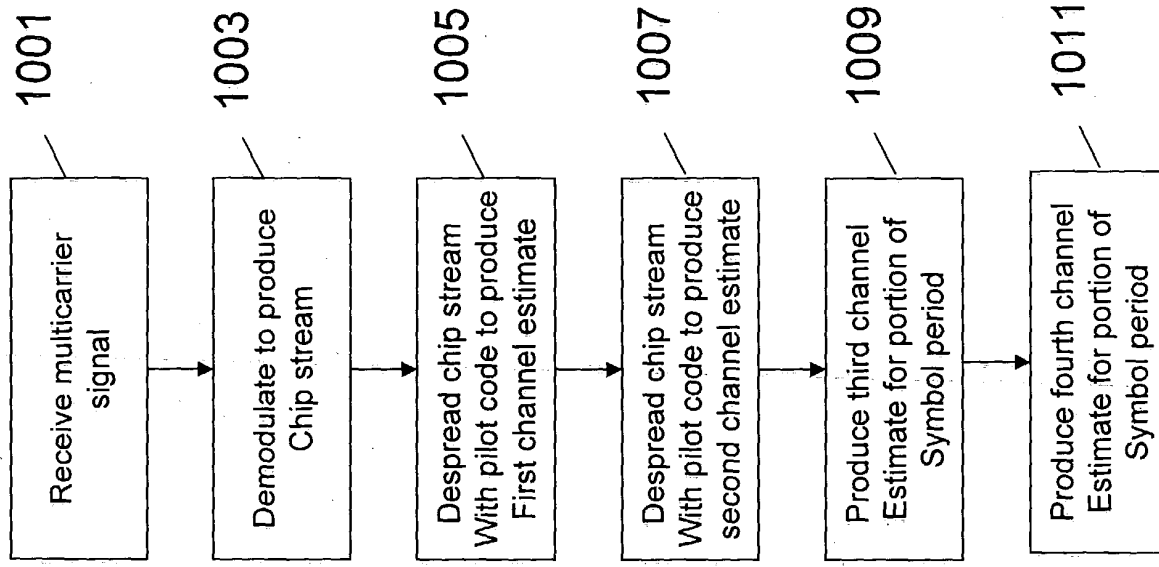 Receive multicarrier
signal
1001
Demodulate to produce
Chip stream
1003
Despread chip stream
With pilot code to produce
First channel estimate
1005
Despread chip stream
With pilot code to produce
second channel estimate
1007
Produce third channel
Estimate for portion of
Symbol period
1009
Produce fourth channel
Estimate for portion of
Symbol period
1011